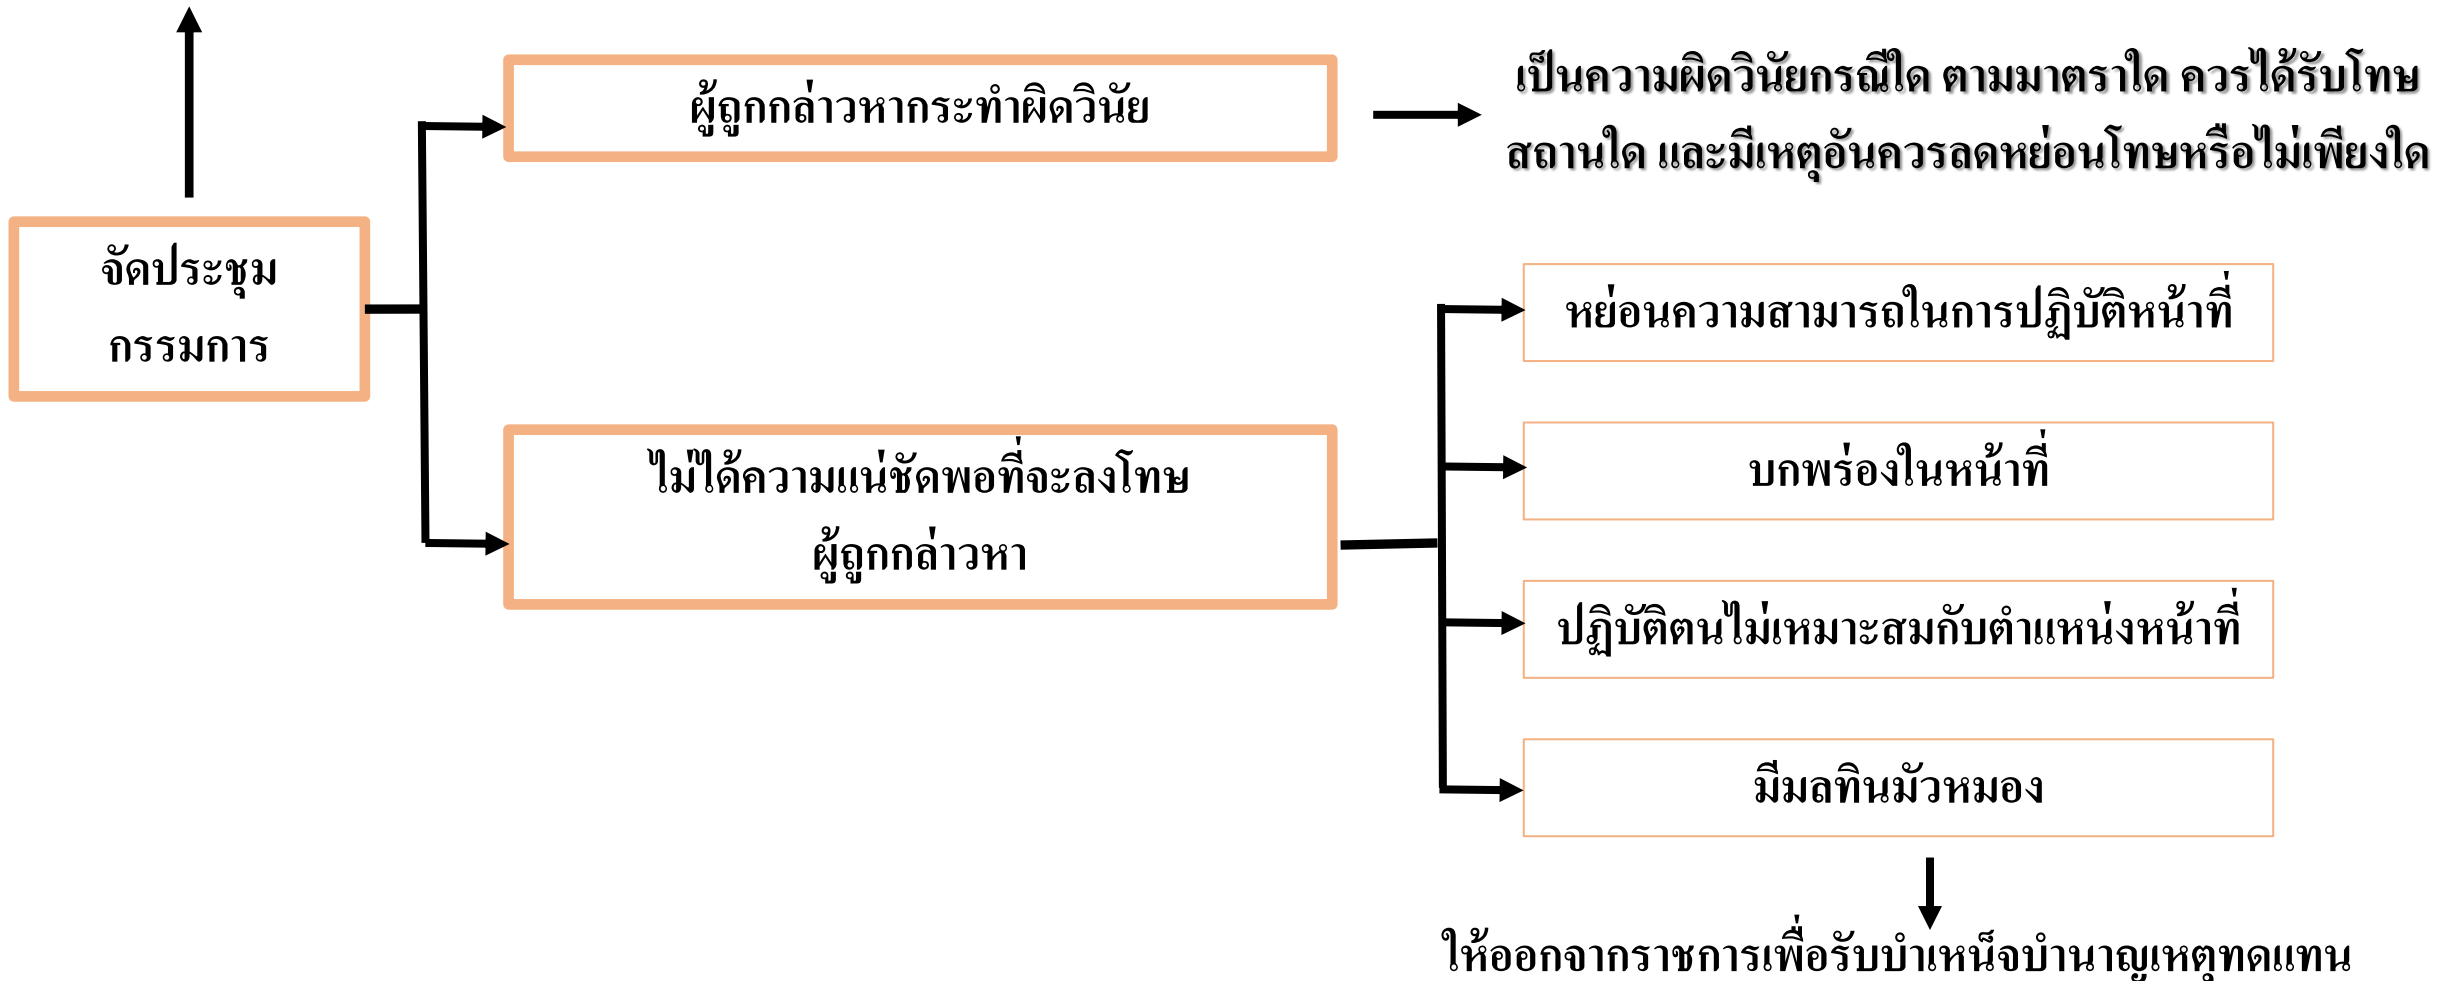 ผู้ถูกกล่าวหากระทำผิดวินัย
เป็นความผิดวินัยกรณีใด ตามมาตราใด ควรได้รับโทษ
สถานใด และมีเหตุอันควรลดหย่อนโทษหรือไม่เพียงใด
จัดประชุม
กรรมการ
ไม่ได้ความแน่ชัดพอที่จะลงโทษ
ผู้ถูกกล่าวหา
หย่อนความสามารถในการปฏิบัติหน้าที่
บกพร่องในหน้าที่
ปฏิบัติตนไม่เหมาะสมกับตำแหน่งหน้าที่
มีมลทินมัวหมอง
ให้ออกจากราชการเพื่อรับบำเหน็จบำนาญเหตุทดแทน